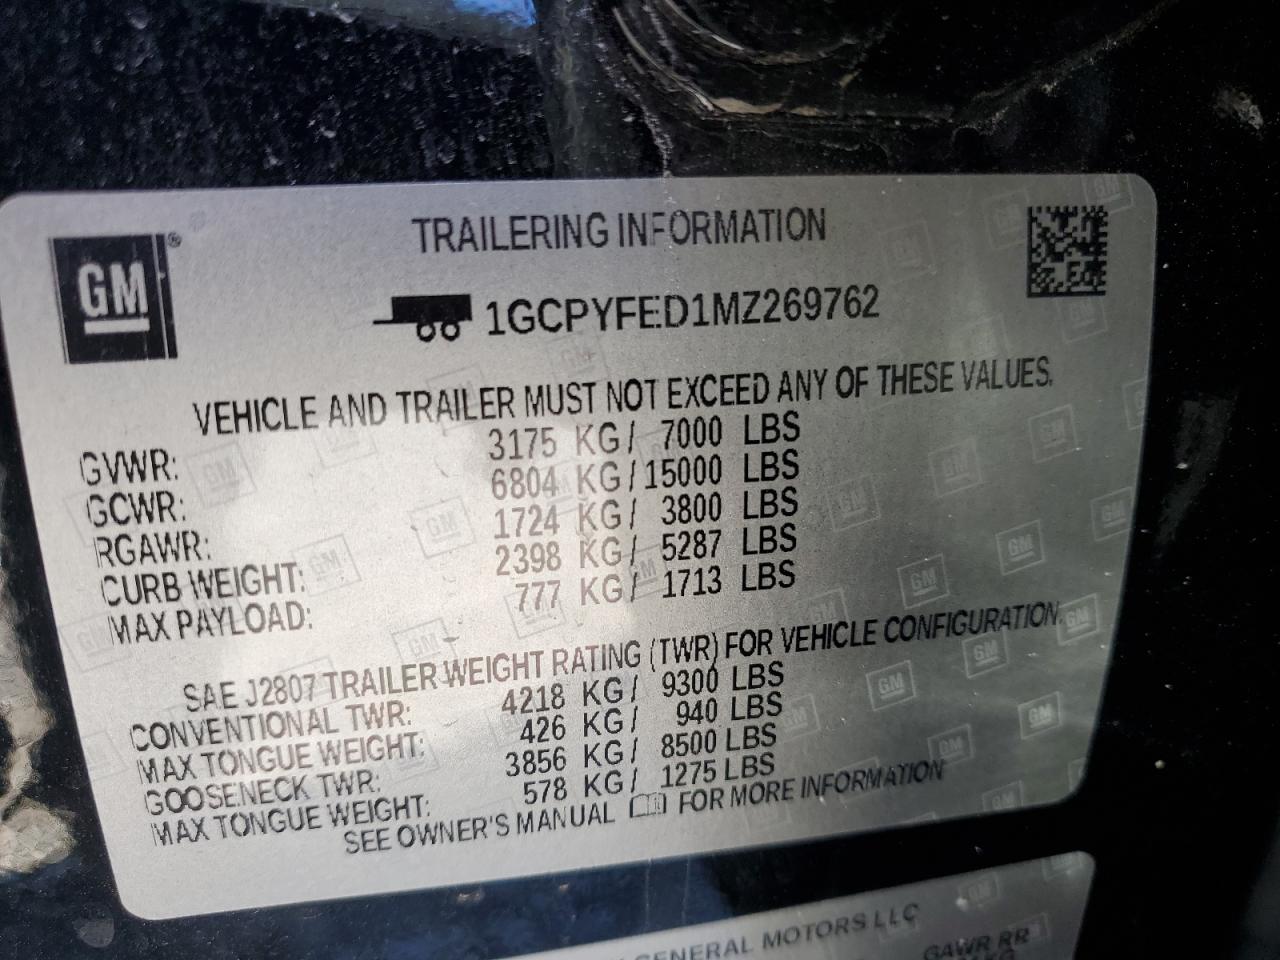 GM ®
TRAILERING INFORMATION
1GCPYFED1MZ269762
VEHICLE AND TRAILER MUST NOT EXCEED ANY OF THESE VALUES.
GVWR: 3175 KG/ 7000 LBS
GCWR: 6804 KG/ 15000 LBS
RGAWR: 1724 KG/ 3800 LBS
CURB WEIGHT: 2398 KG/ 5287 LBS
MAX PAYLOAD: 777 KG/ 1713 LBS
SAE J2807 TRAILER WEIGHT RATING (TWR) FOR VEHICLE CONFIGURATION.
CONVENTIONAL TWR: 4218 KG/ 9300 LBS
MAX TONGUE WEIGHT: 426 KG/ 940 LBS
GOOSENECK TWR: 3856 KG/ 8500 LBS
MAX TONGUE WEIGHT: 578 KG/ 1275 LBS
SEE OWNER'S MANUAL FOR MORE INFORMATION
GENERAL MOTORS LLC
GAWR RR